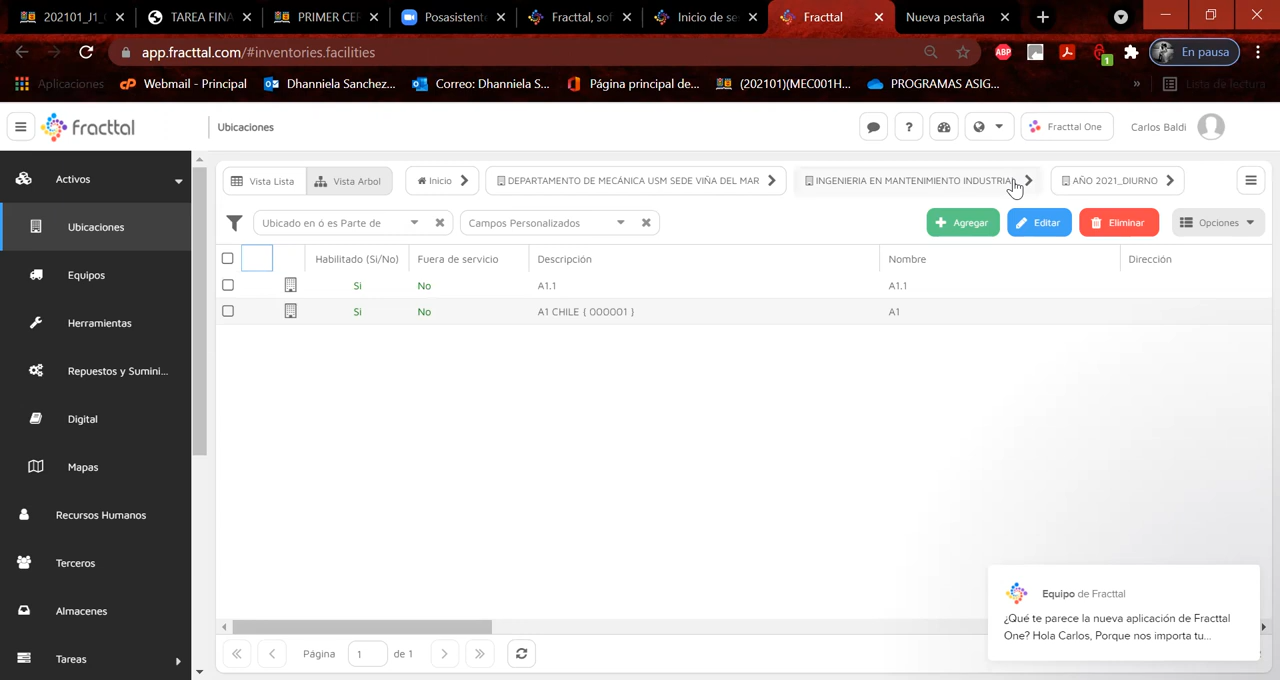 202101_J1_
TAREA FINA
PRIMER CEF
Posasistente
Fracttal, sof
Inicio de se
Fracttal
Nueva pestaña
app.fracttal.com/#inventories.facilities
ABP
1
En pausa
Aplicaciones
Webmail - Principal
Dhanniela Sanchez...
Correo: Dhanniela S...
Página principal de...
(202101)(MEC001H...
PROGRAMAS ASIG...
»
Lista de lectura
fracttal
Ubicaciones
?
Fracttal One
Carlos Baldi
Activos
Ubicaciones
Equipos
Herramientas
Repuestos y Sumini...
Digital
Mapas
Recursos Humanos
Terceros
Almacenes
Tareas
Vista Lista
Vista Arbol
Inicio
DEPARTAMENTO DE MECÁNICA USM SEDE VIÑA DEL MAR
INGENIERIA EN MANTENIMIENTO INDUSTRIAL
AÑO 2021_DIURNO
Ubicado en ó es Parte de
Campos Personalizados
Agregar
Editar
Eliminar
Opciones
Habilitado (Si/No) Fuera de servicio Descripción Nombre Dirección
Si No A1.1 A1.1
Si No A1 CHILE { 000001 } A1
Página 1 de 1
Equipo de Fracttal
¿Qué te parece la nueva aplicación de Fracttal
One? Hola Carlos, Porque nos importa tu...